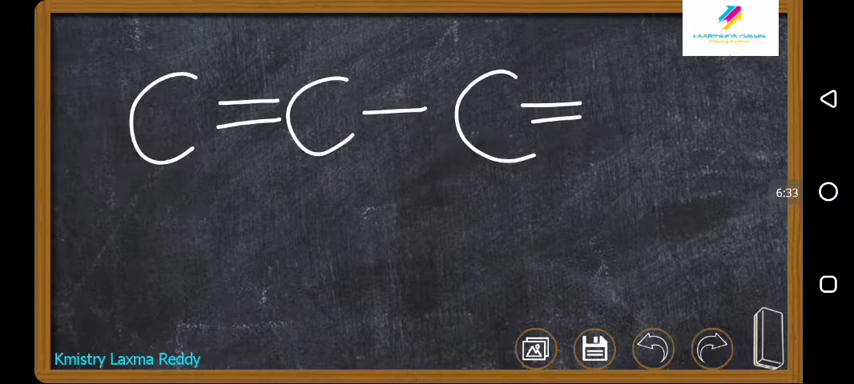 C = C - C =
6:33
Kmistry Laxma Reddy